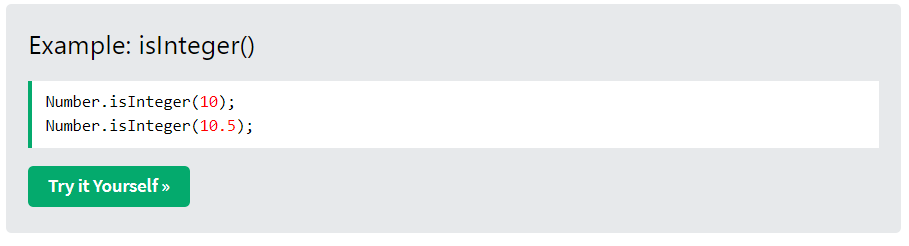 Example: isInteger()
Number.isInteger(10);
Number.isInteger(10.5);
Try it Yourself »